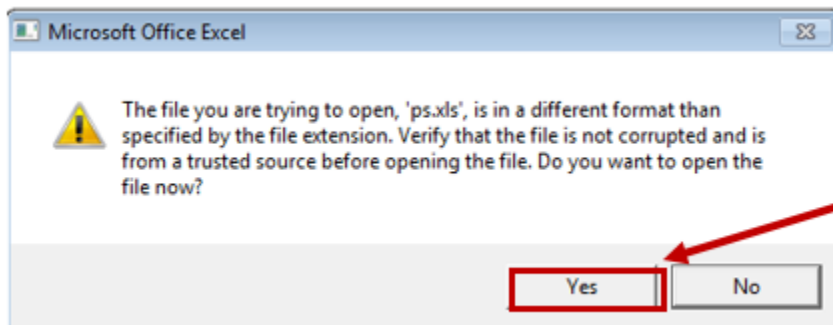 Microsoft Office Excel
The file you are trying to open, 'ps.xls', is in a different format than
specified by the file extension. Verify that the file is not corrupted and is
from a trusted source before opening the file. Do you want to open the
file now?
Yes No